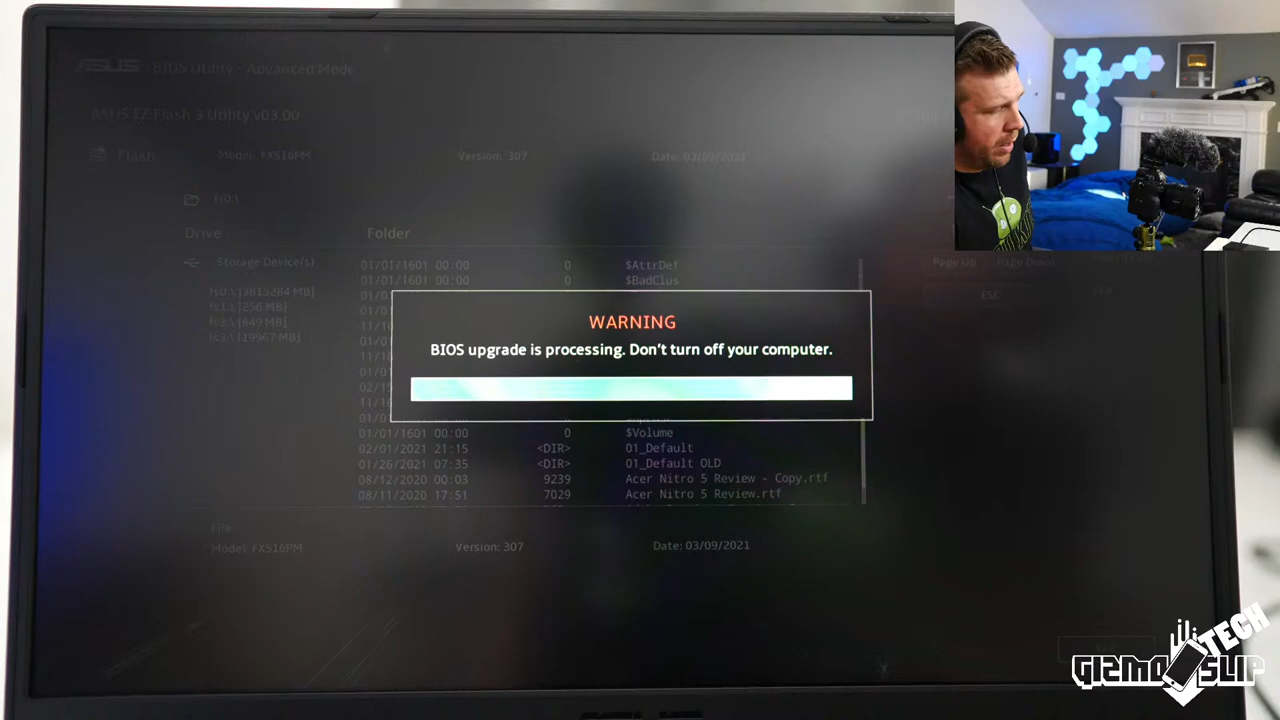 ASUS /BIOS Utility - Advanced Mode
ASUS EZ Flash 3 Utility v03.00
Flash Model: FX516PM Version: 307 Date: 03/09/2021
fs0:\
Drive Folder
Storage Device(s)
fs0:\ [3815264 MB]
fs1:\ [256 MB]
fs2:\ [649 MB]
fs3:\ [19967 MB]
01/01/1601 00:00 0 $AttrDef
01/01/1601 00:00 0 $BadClus
Page Up Page Down
ESC
WARNING
BIOS upgrade is processing. Don't turn off your computer.
01/01/1601 00:00 0 $Volume
02/01/2021 21:15 <DIR> 01_Default
01/26/2021 07:35 <DIR> 01_Default OLD
08/12/2020 00:03 9239 Acer Nitro 5 Review - Copy.rtf
08/11/2020 17:51 7029 Acer Nitro 5 Review.rtf
File
Model: FX516PM Version: 307 Date: 03/09/2021
GIZMO SLIP TECH